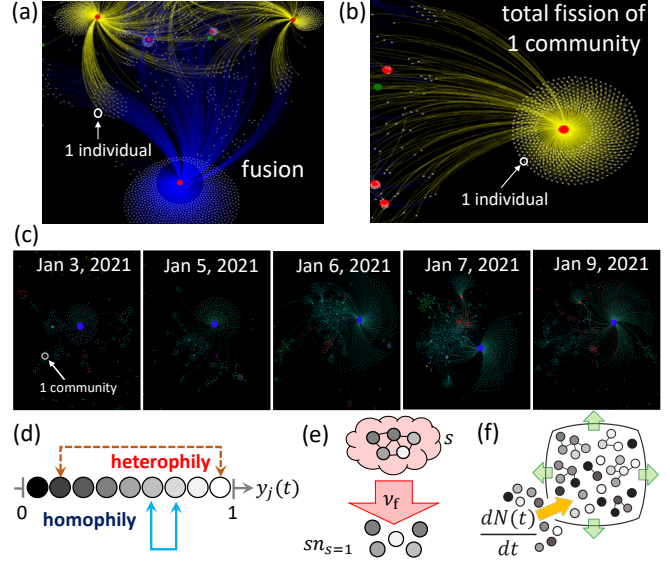 (a)
1 individual
fusion
(b)
total fission of
1 community
1 individual
(c)
Jan 3, 2021
Jan 5, 2021
Jan 6, 2021
Jan 7, 2021
Jan 9, 2021
1 community
(d)
heterophily
0
homophily
1
y_j(t)
(e)
s
ν_f
sn_{s=1}
(f)
dN(t)
dt